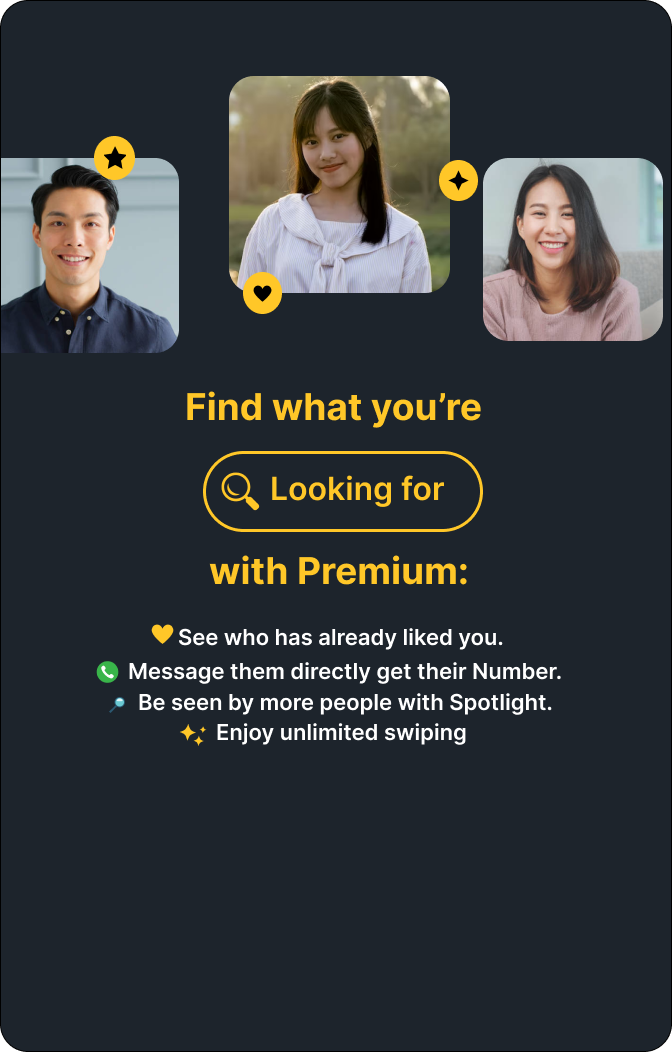 Find what you’re
Looking for
with Premium:
See who has already liked you.
Message them directly get their Number.
Be seen by more people with Spotlight.
Enjoy unlimited swiping